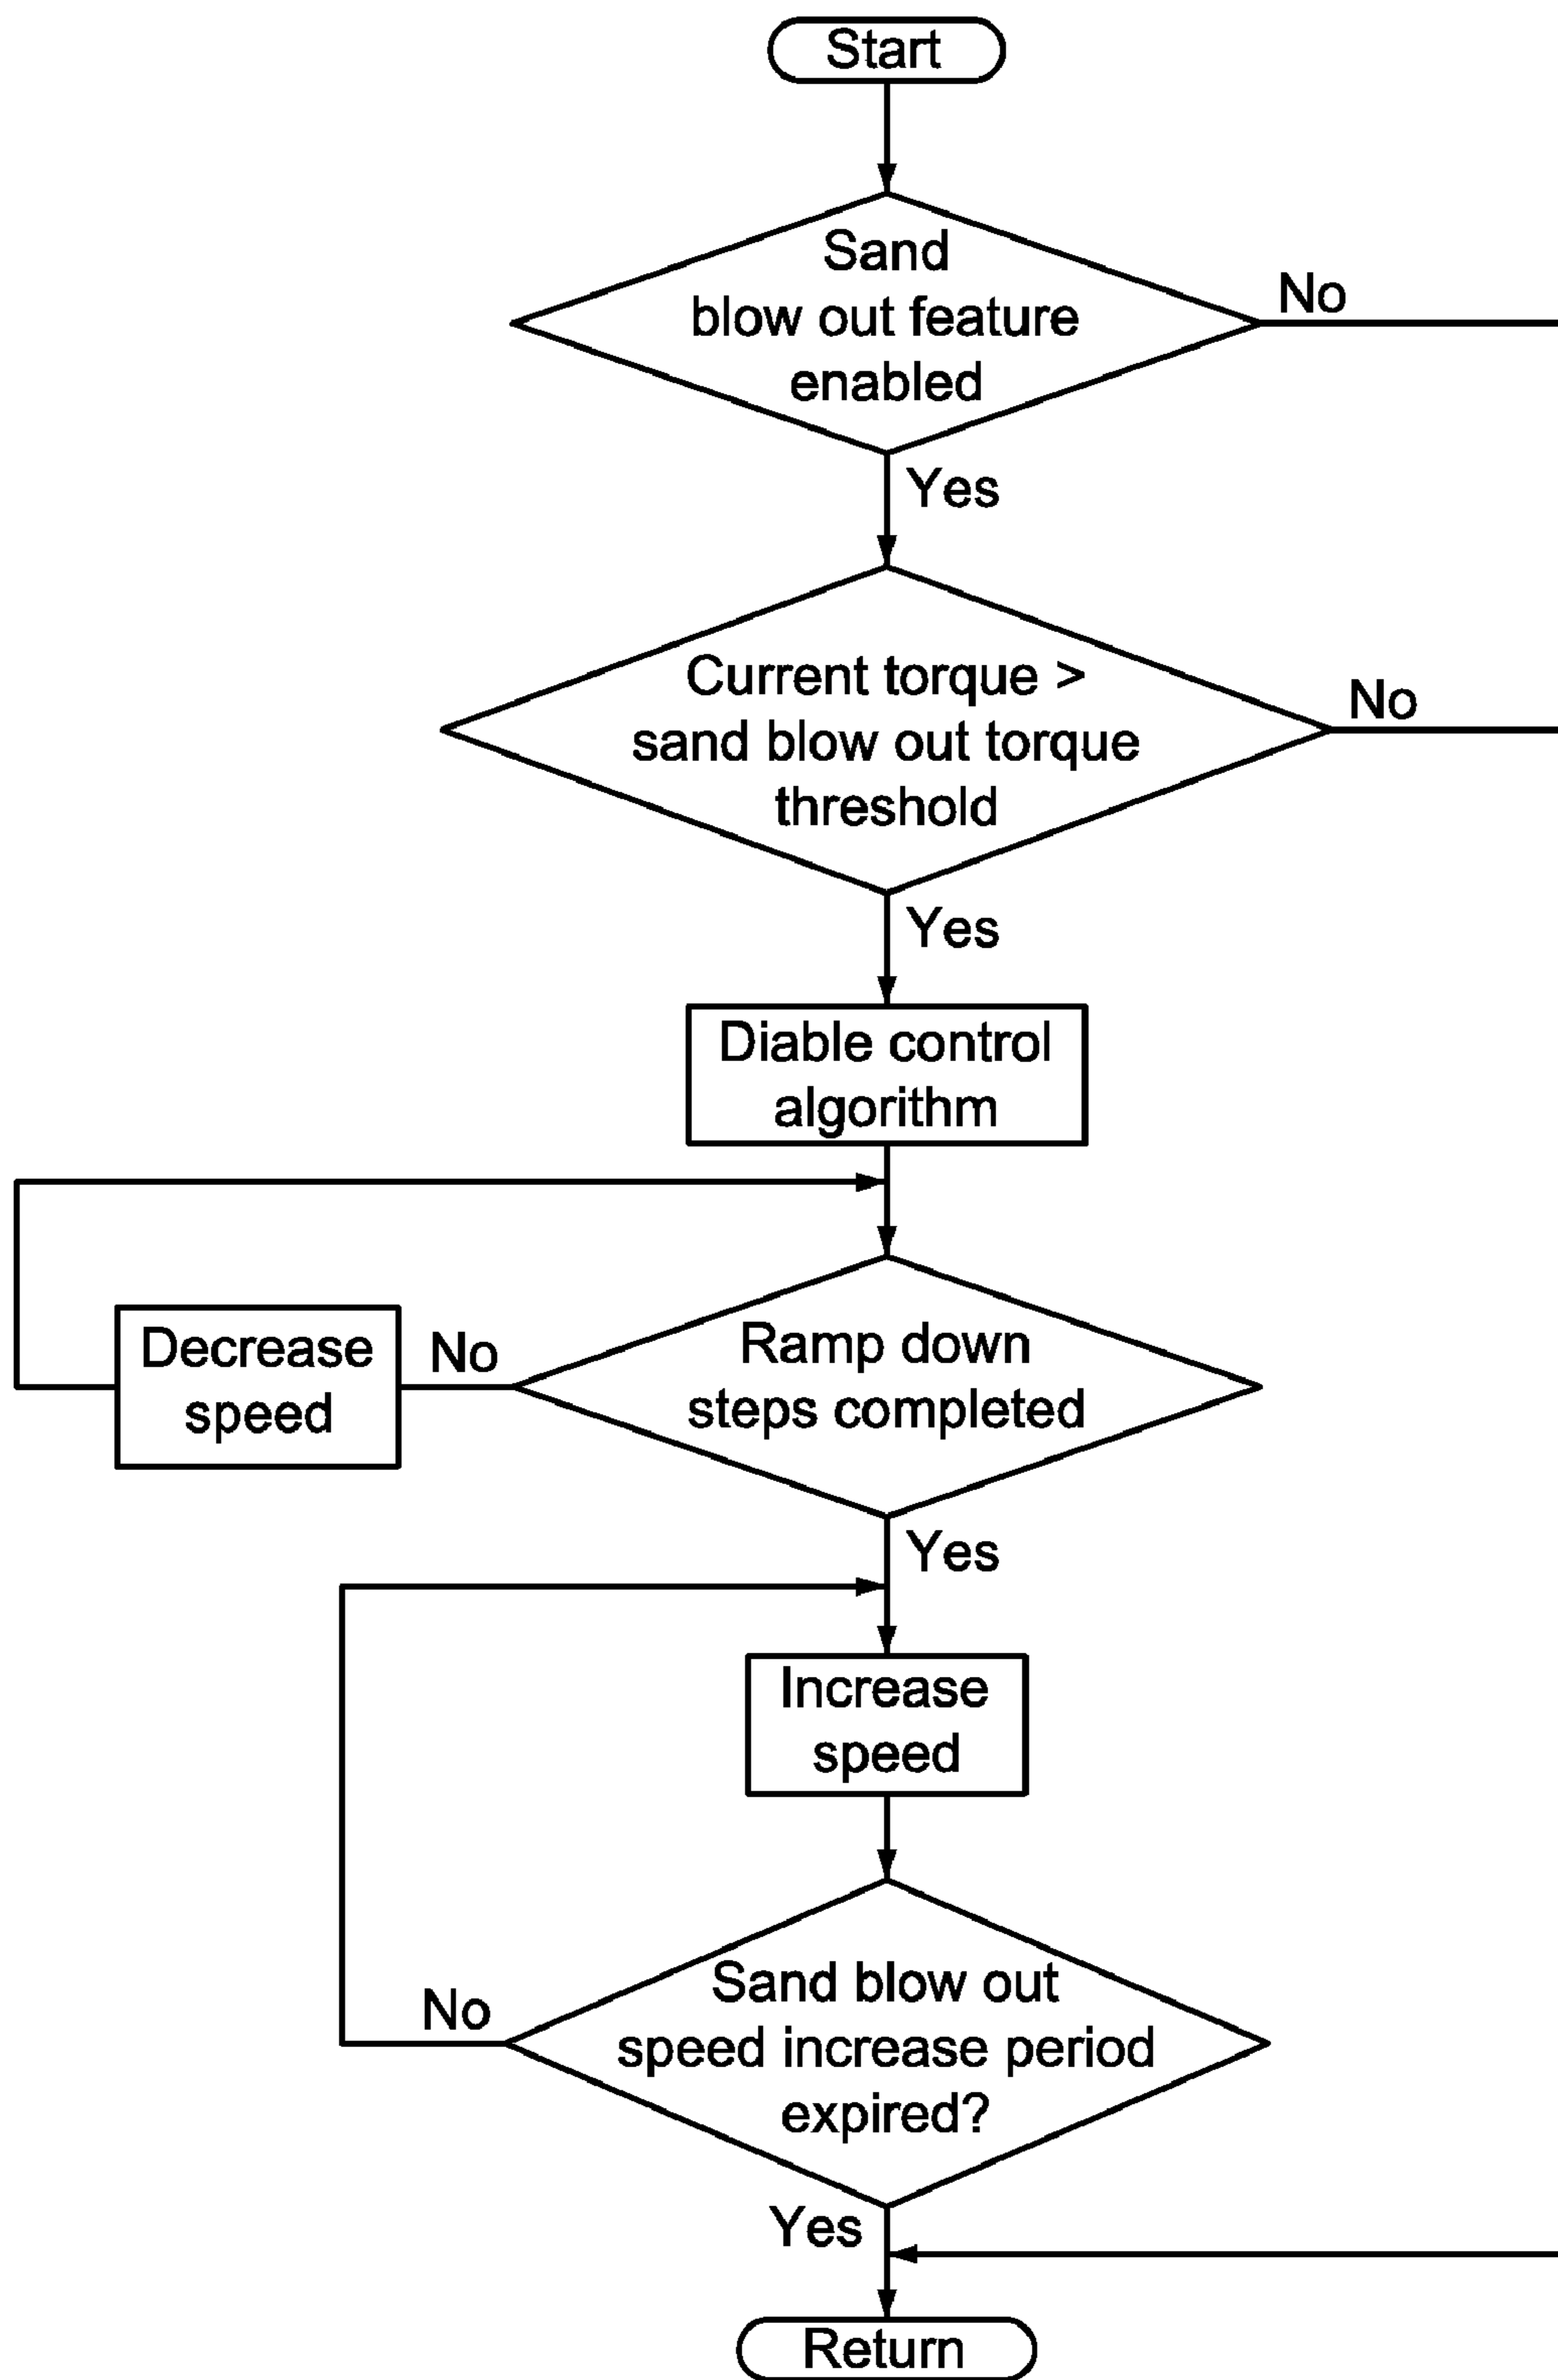 Start
Sand
blow out feature
enabled
No
Yes
Current torque >
sand blow out torque
threshold
No
Yes
Diable control
algorithm
Decrease
speed
No
Ramp down
steps completed
Yes
Increase
speed
Sand blow out
speed increase period
expired?
No
Yes
Return